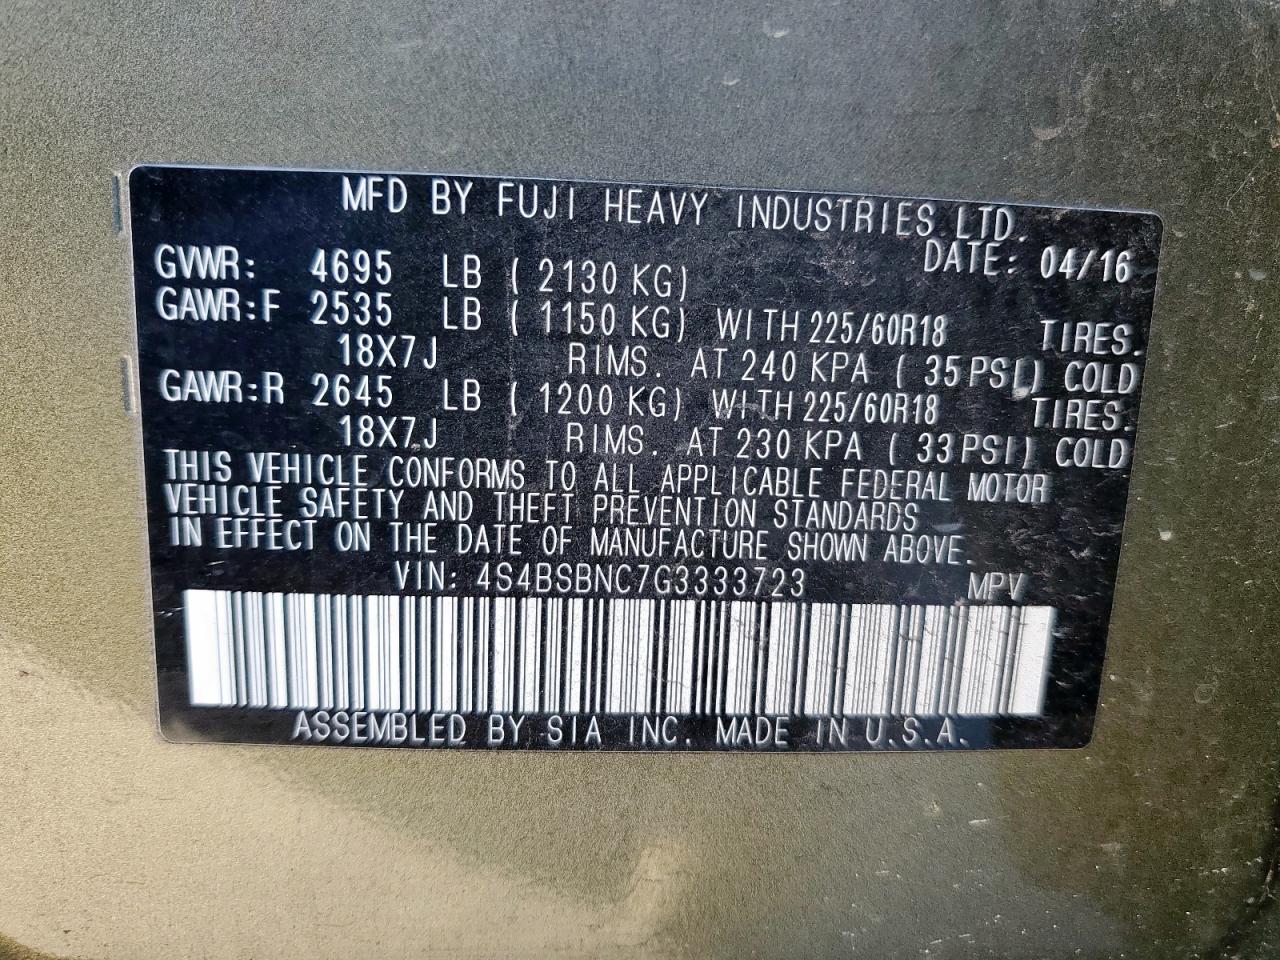 MFD BY FUJI HEAVY INDUSTRIES LTD.
DATE: 04/16
GVWR: 4695 LB ( 2130 KG)
GAWR:F 2535 LB ( 1150 KG) WITH 225/60R18 TIRES.
18X7J RIMS. AT 240 KPA ( 35 PSI) COLD
GAWR:R 2645 LB ( 1200 KG) WITH 225/60R18 TIRES.
18X7J RIMS. AT 230 KPA ( 33 PSI) COLD
THIS VEHICLE CONFORMS TO ALL APPLICABLE FEDERAL MOTOR
VEHICLE SAFETY AND THEFT PREVENTION STANDARDS
IN EFFECT ON THE DATE OF MANUFACTURE SHOWN ABOVE.
VIN: 4S4BSBNC7G3333723 MPV
ASSEMBLED BY SIA INC. MADE IN U.S.A.